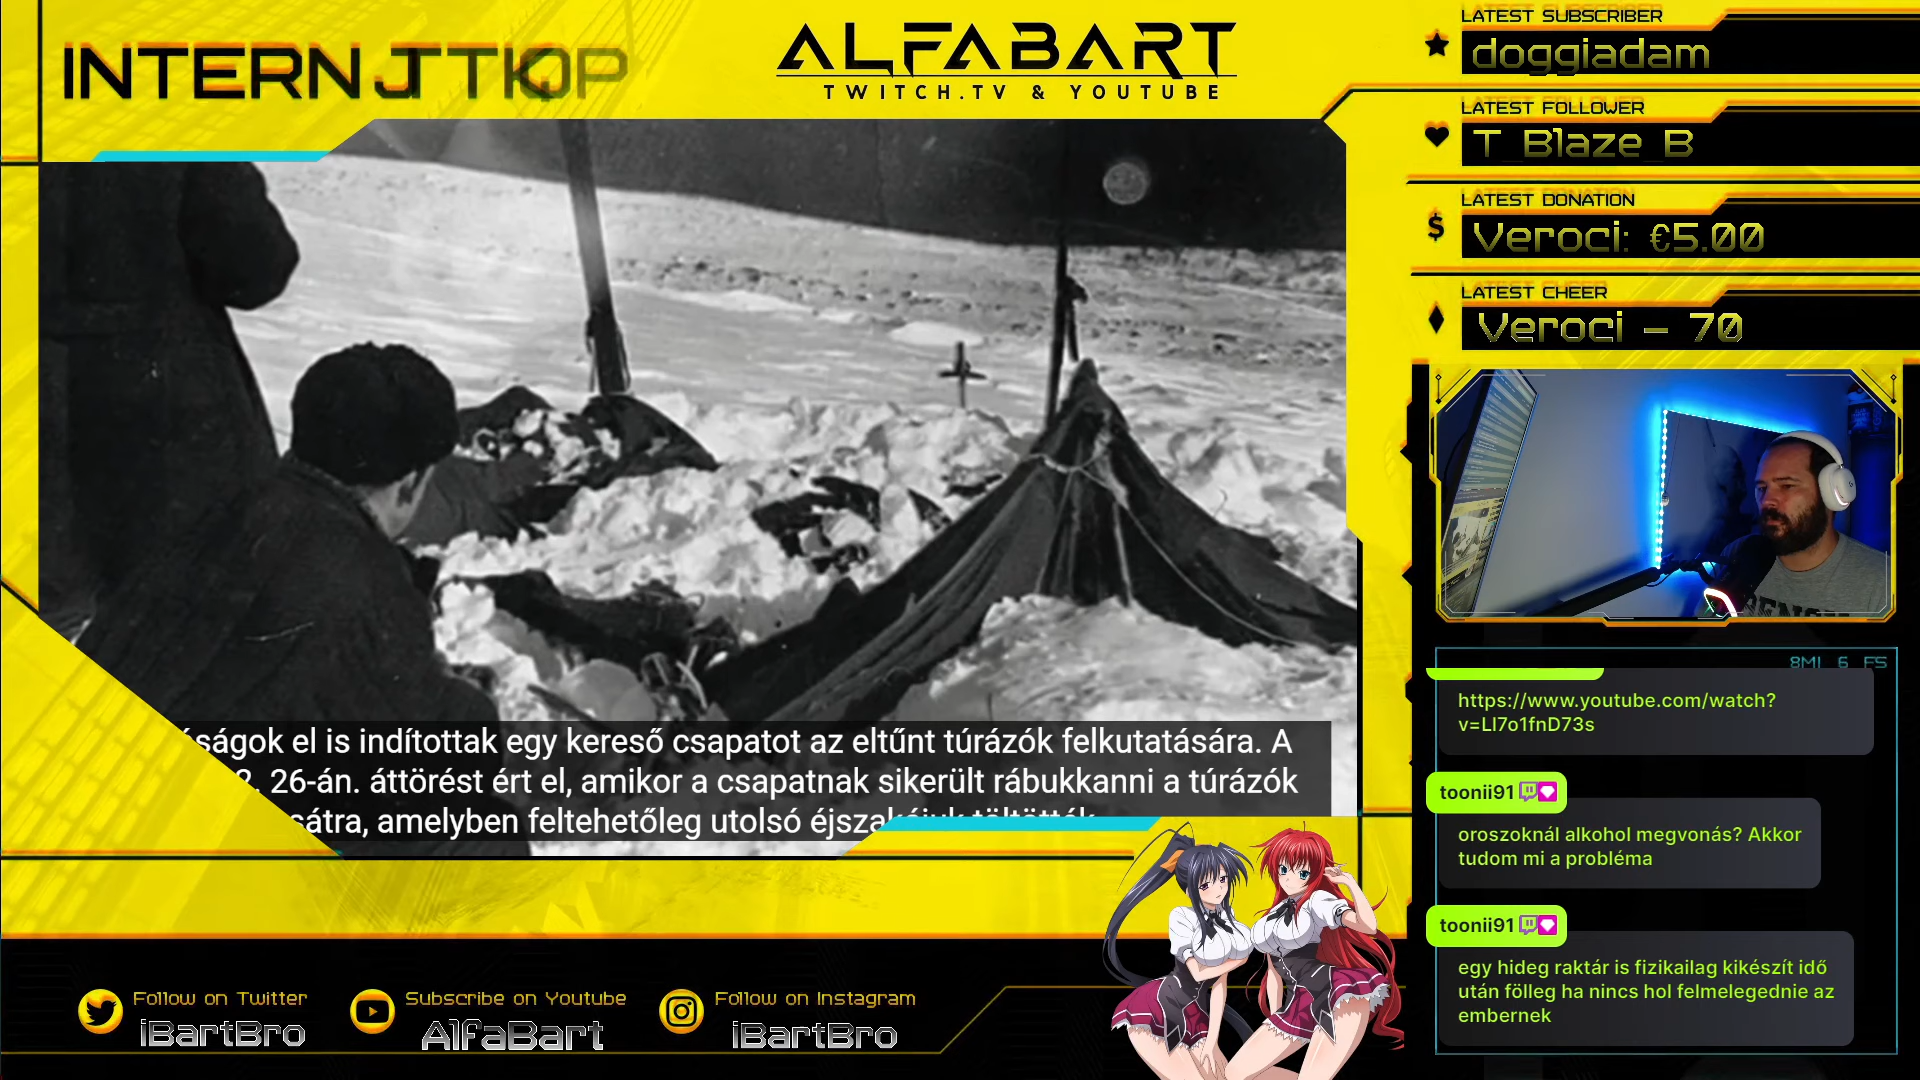 ALFABART
TWITCH.TV & YOUTUBE
LATEST SUBSCRIBER
doggiadam
LATEST FOLLOWER
T_Blaze_B
LATEST DONATION
Veroci: €5.00
LATEST CHEER
Veroci - 70
https://www.youtube.com/watch?
v=LI7o1fnD73s
toonii91
oroszoknál alkohol megvonás? Akkor
tudom mi a probléma
toonii91
egy hideg raktár is fizikailag kikészít idő
után fölleg ha nincs hol felmelegednie az
embernek
el is indítottak egy kereső csapatot az eltűnt túrázók felkutatására. A
26-án. áttörést ért el, amikor a csapatnak sikerült rábukkanni a túrázók
sátra, amelyben feltehetőleg utolsó éjszakájuk töltötték.
Follow on Twitter
iBartBro
Subscribe on Youtube
AlfaBart
Follow on Instagram
iBartBro